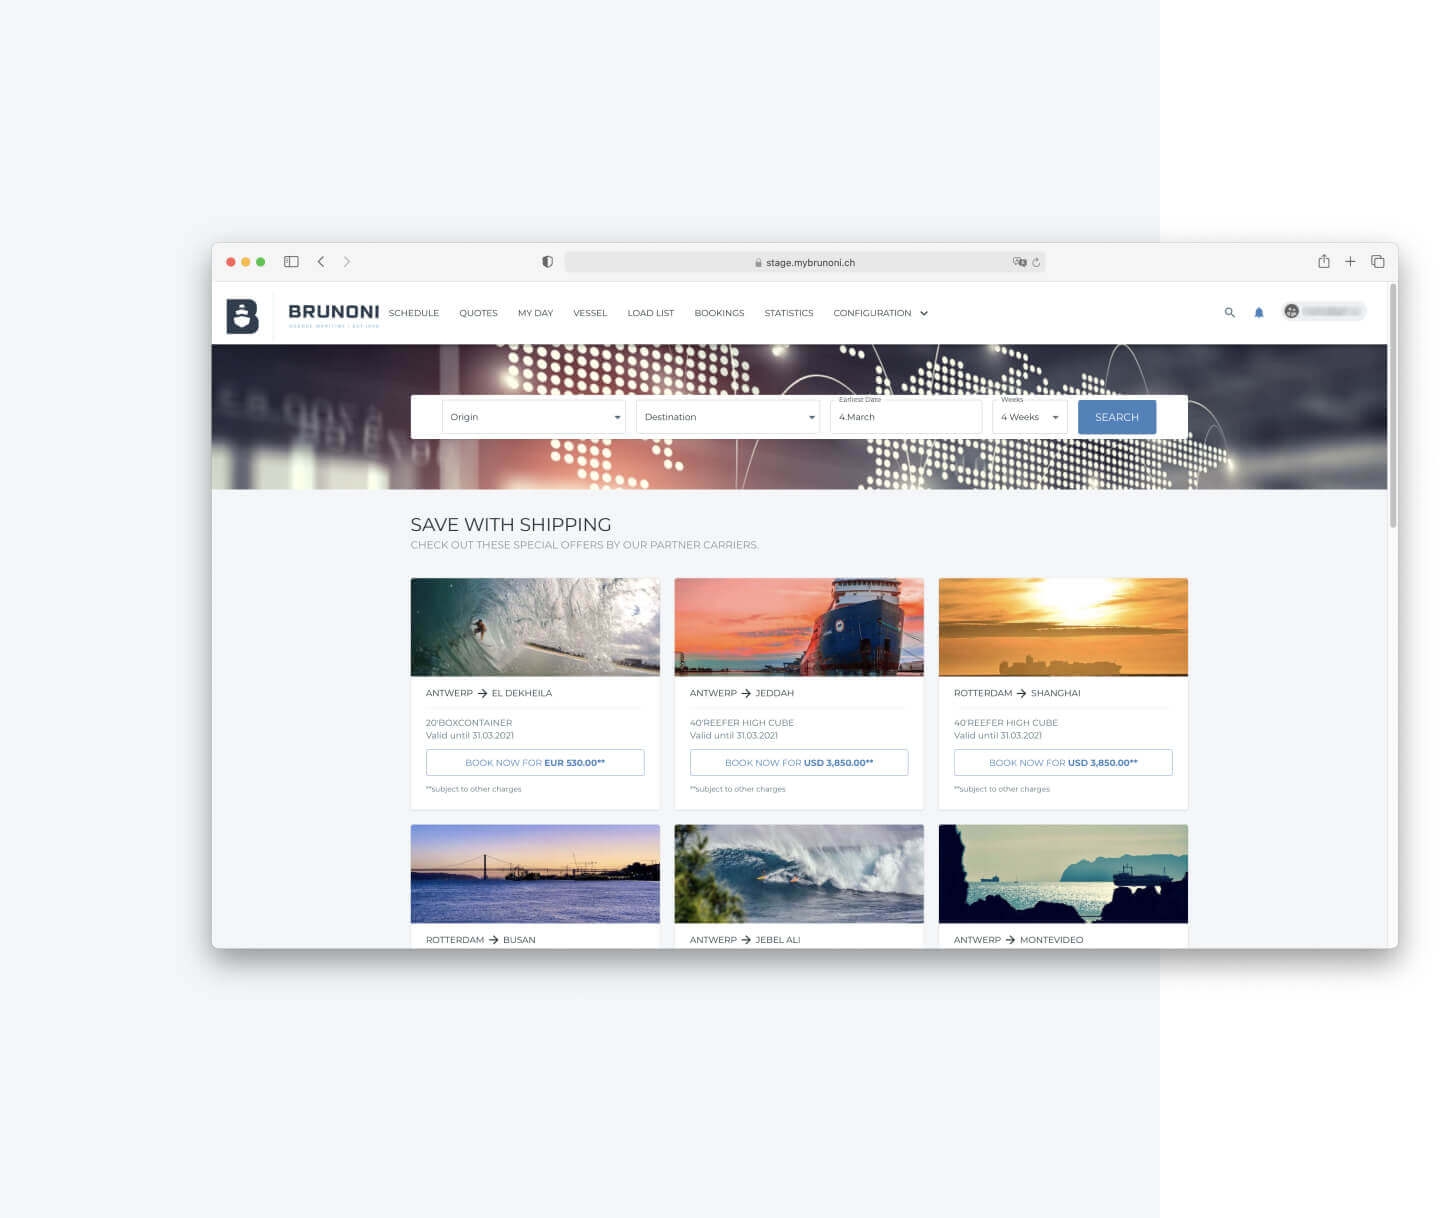 stage.mybrunoni.ch
BRUNONI
SCHEDULE QUOTES MY DAY VESSEL LOAD LIST BOOKINGS STATISTICS CONFIGURATION
Earliest Date Weeks
Origin Destination 4.March 4 Weeks SEARCH
SAVE WITH SHIPPING
CHECK OUT THESE SPECIAL OFFERS BY OUR PARTNER CARRIERS.
ANTWERP → EL DEKHEILA
20'BOXCONTAINER
Valid until 31.03.2021
BOOK NOW FOR EUR 530.00**
**subject to other charges
ANTWERP → JEDDAH
40'REEFER HIGH CUBE
Valid until 31.03.2021
BOOK NOW FOR USD 3,850.00**
**subject to other charges
ROTTERDAM → SHANGHAI
40'REEFER HIGH CUBE
Valid until 31.03.2021
BOOK NOW FOR USD 3,850.00**
**subject to other charges
ROTTERDAM → BUSAN
ANTWERP → JEBEL ALI
ANTWERP → MONTEVIDEO